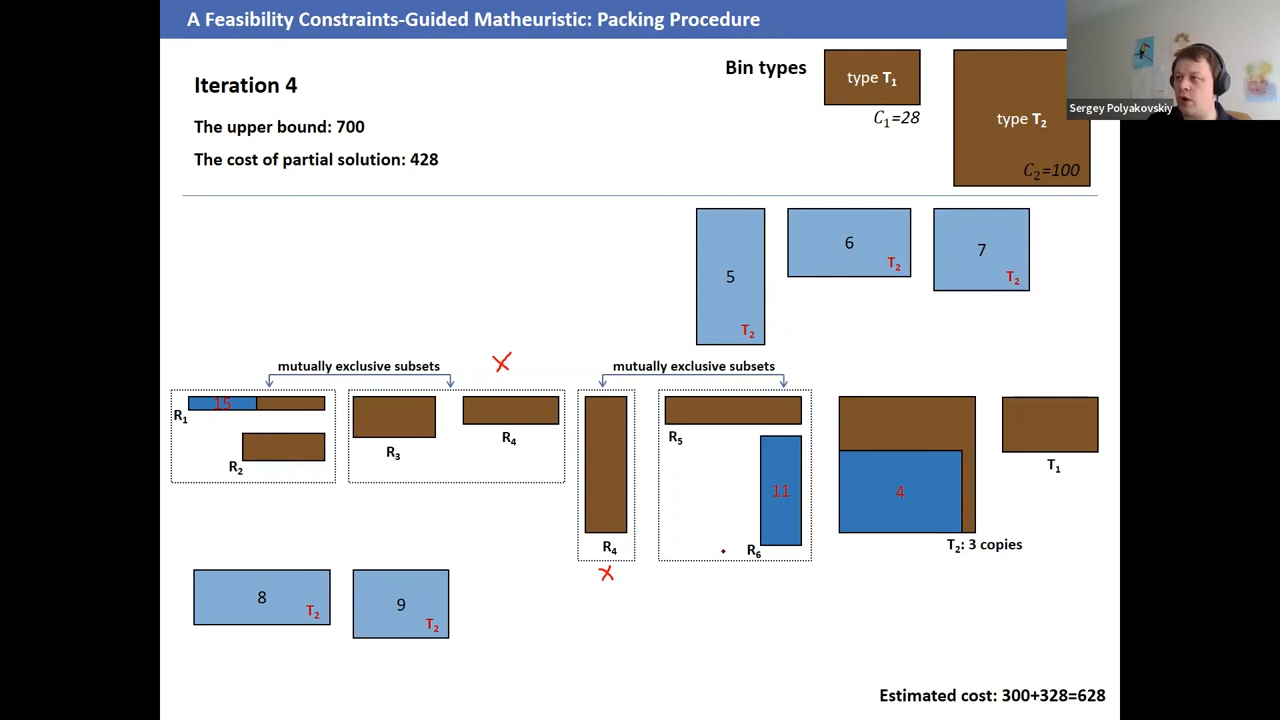 A Feasibility Constraints-Guided Matheuristic: Packing Procedure
Sergey Polyakovskiy
Iteration 4
Bin types
type T1
C1=28
type T2
C2=100
The upper bound: 700
The cost of partial solution: 428
5
T2
6
T2
7
T2
mutually exclusive subsets
mutually exclusive subsets
15
R1
R2
R3
R4
R4
R5
11
R6
4
T2: 3 copies
T1
8
T2
9
T2
Estimated cost: 300+328=628